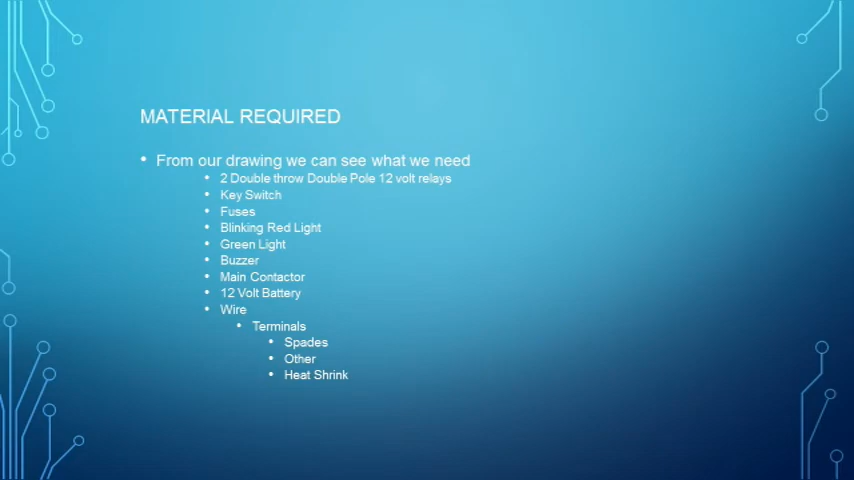 MATERIAL REQUIRED
• From our drawing we can see what we need
• 2 Double throw Double Pole 12 volt relays
• Key Switch
• Fuses
• Blinking Red Light
• Green Light
• Buzzer
• Main Contactor
• 12 Volt Battery
• Wire
• Terminals
• Spades
• Other
• Heat Shrink